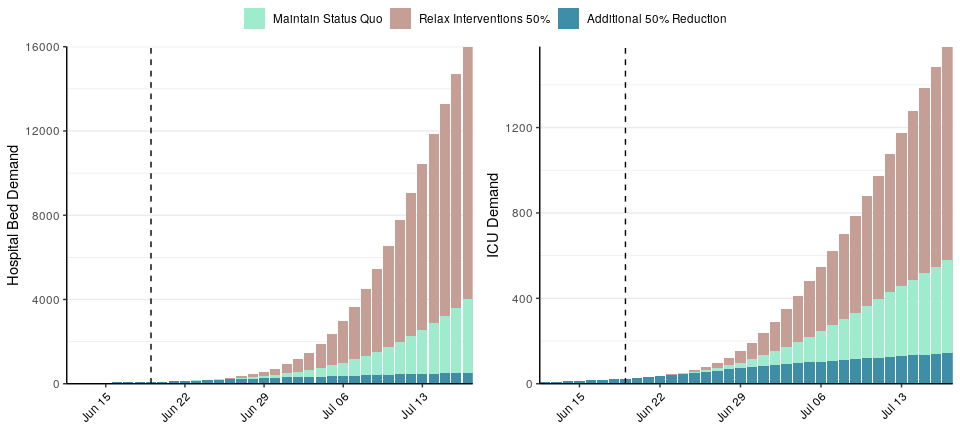 Maintain Status Quo Relax Interventions 50% Additional 50% Reduction
Hospital Bed Demand
16000
12000
8000
4000
0
Jun 15 Jun 22 Jun 29 Jul 06 Jul 13
ICU Demand
1200
800
400
0
Jun 15 Jun 22 Jun 29 Jul 06 Jul 13